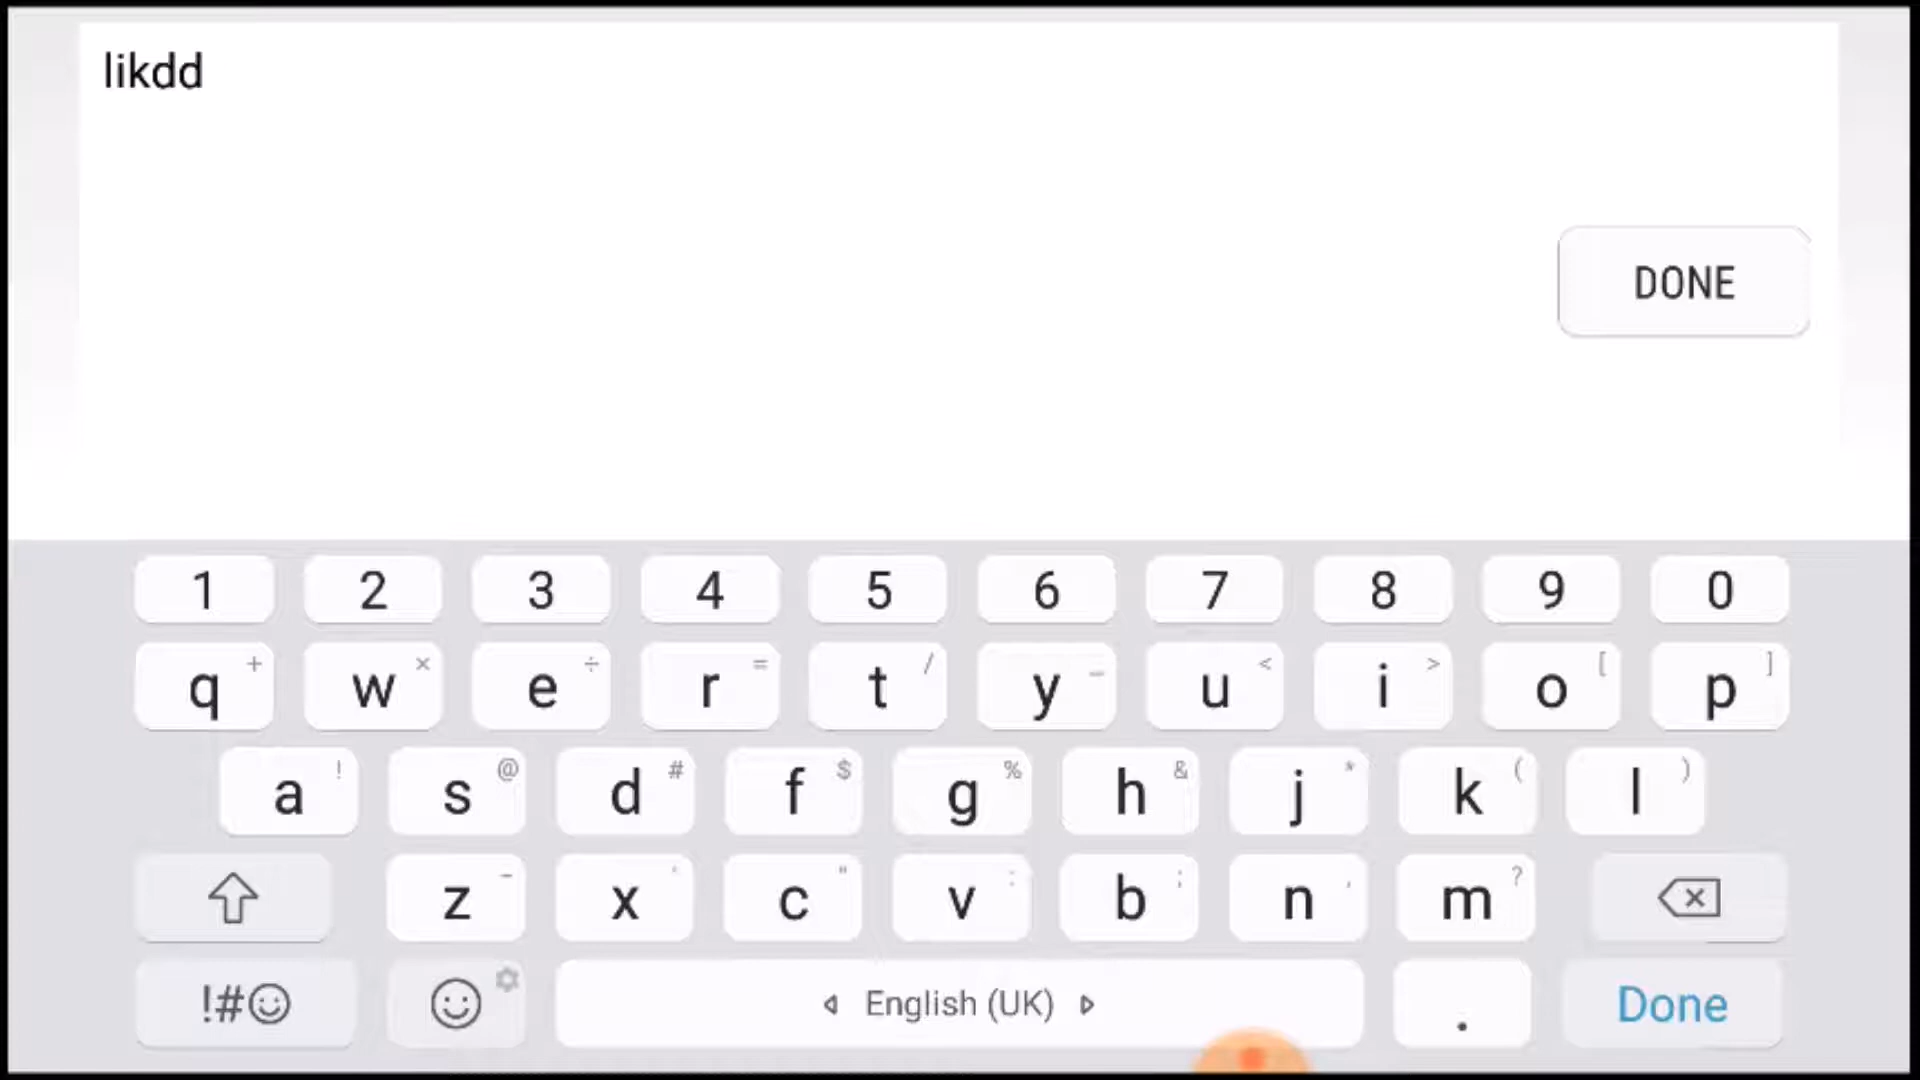 likdd
DONE
1 2 3 4 5 6 7 8 9 0
q + w × e ÷ r = t / y _ u < i > o [ p ]
a ! s @ d # f $ g % h & j * k ( l )
z - x ' c " v : b ; n , m ?
!#☺ English (UK) . Done